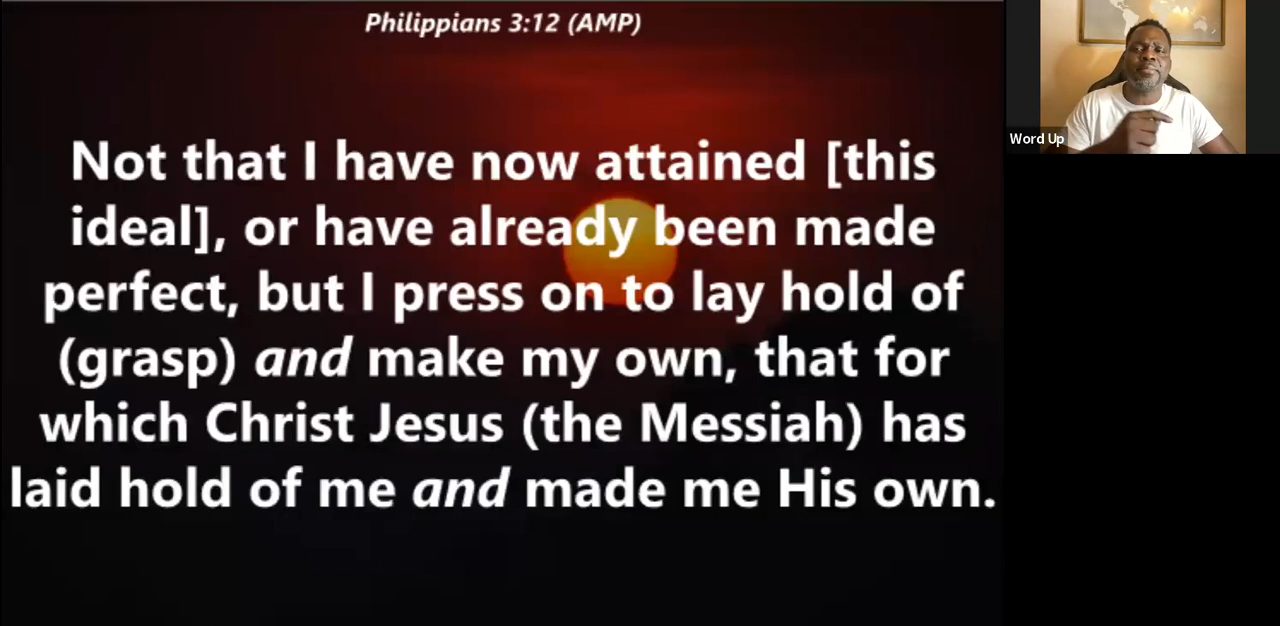 Philippians 3:12 (AMP)
Not that I have now attained [this
ideal], or have already been made
perfect, but I press on to lay hold of
(grasp) and make my own, that for
which Christ Jesus (the Messiah) has
laid hold of me and made me His own.
Word Up